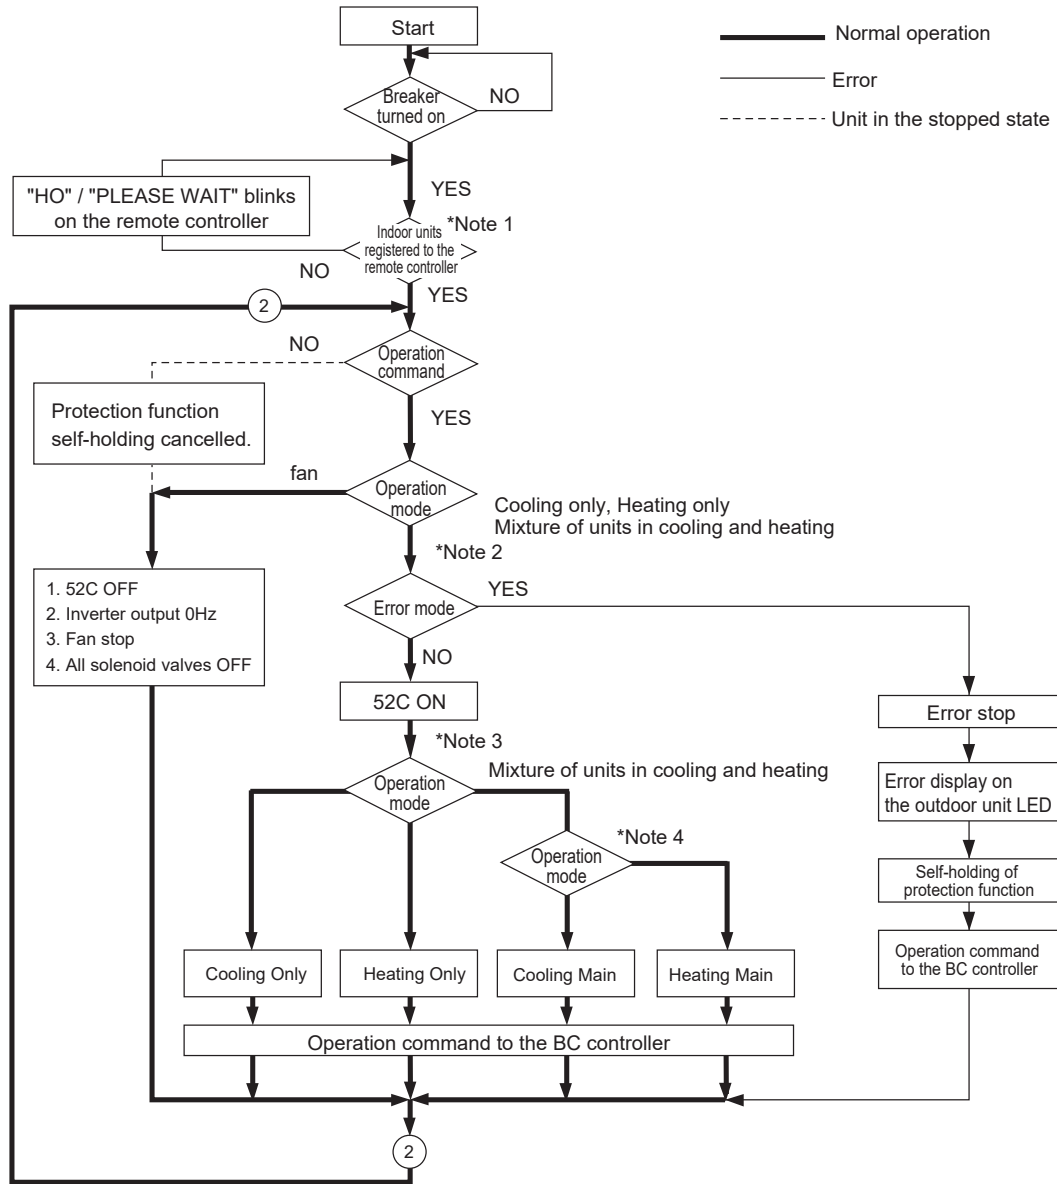 Start
Normal operation
Error
Unit in the stopped state
Breaker
turned on
NO
YES
"HO" / "PLEASE WAIT" blinks
on the remote controller
*Note 1
Indoor units
registered to the
remote controller
NO
YES
2
NO
Operation
command
YES
Protection function
self-holding cancelled.
fan
Operation
mode
Cooling only, Heating only
Mixture of units in cooling and heating
*Note 2
YES
1. 52C OFF
2. Inverter output 0Hz
3. Fan stop
4. All solenoid valves OFF
Error mode
NO
52C ON
Error stop
*Note 3
Mixture of units in cooling and heating
Operation
mode
Error display on
the outdoor unit LED
*Note 4
Operation
mode
Self-holding of
protection function
Operation command
to the BC controller
Cooling Only
Heating Only
Cooling Main
Heating Main
Operation command to the BC controller
2